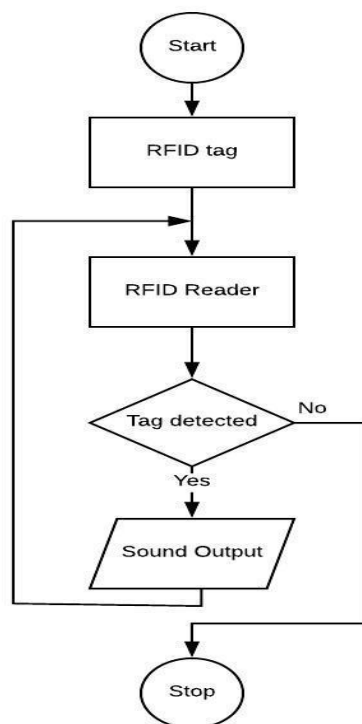 Start
RFID tag
RFID Reader
Tag detected
No
Yes
Sound Output
Stop